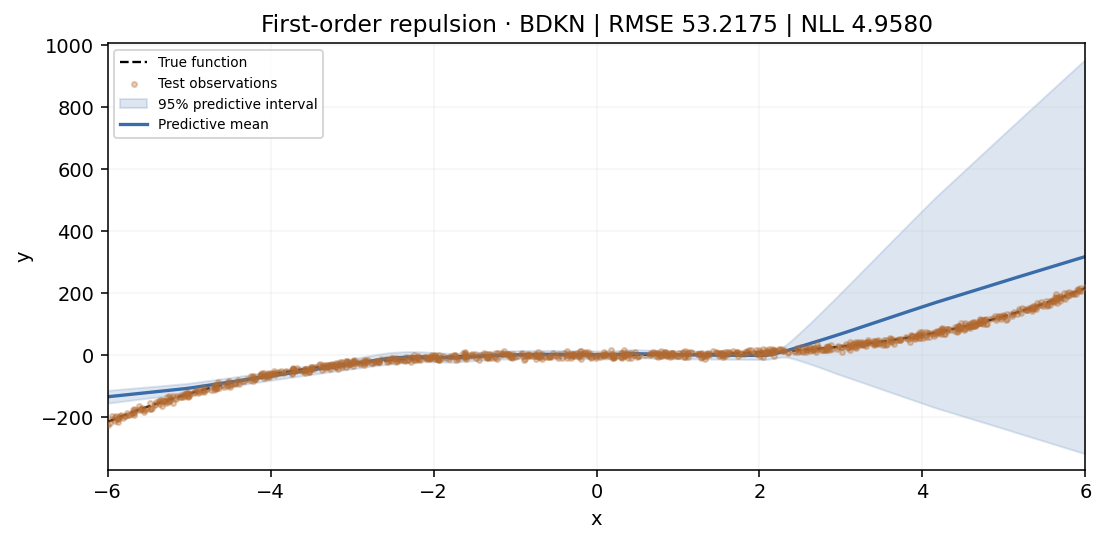 First-order repulsion · BDKN | RMSE 53.2175 | NLL 4.9580
True function
Test observations
95% predictive interval
Predictive mean
y
1000
800
600
400
200
0
−200
−6
−4
−2
0
2
4
6
x